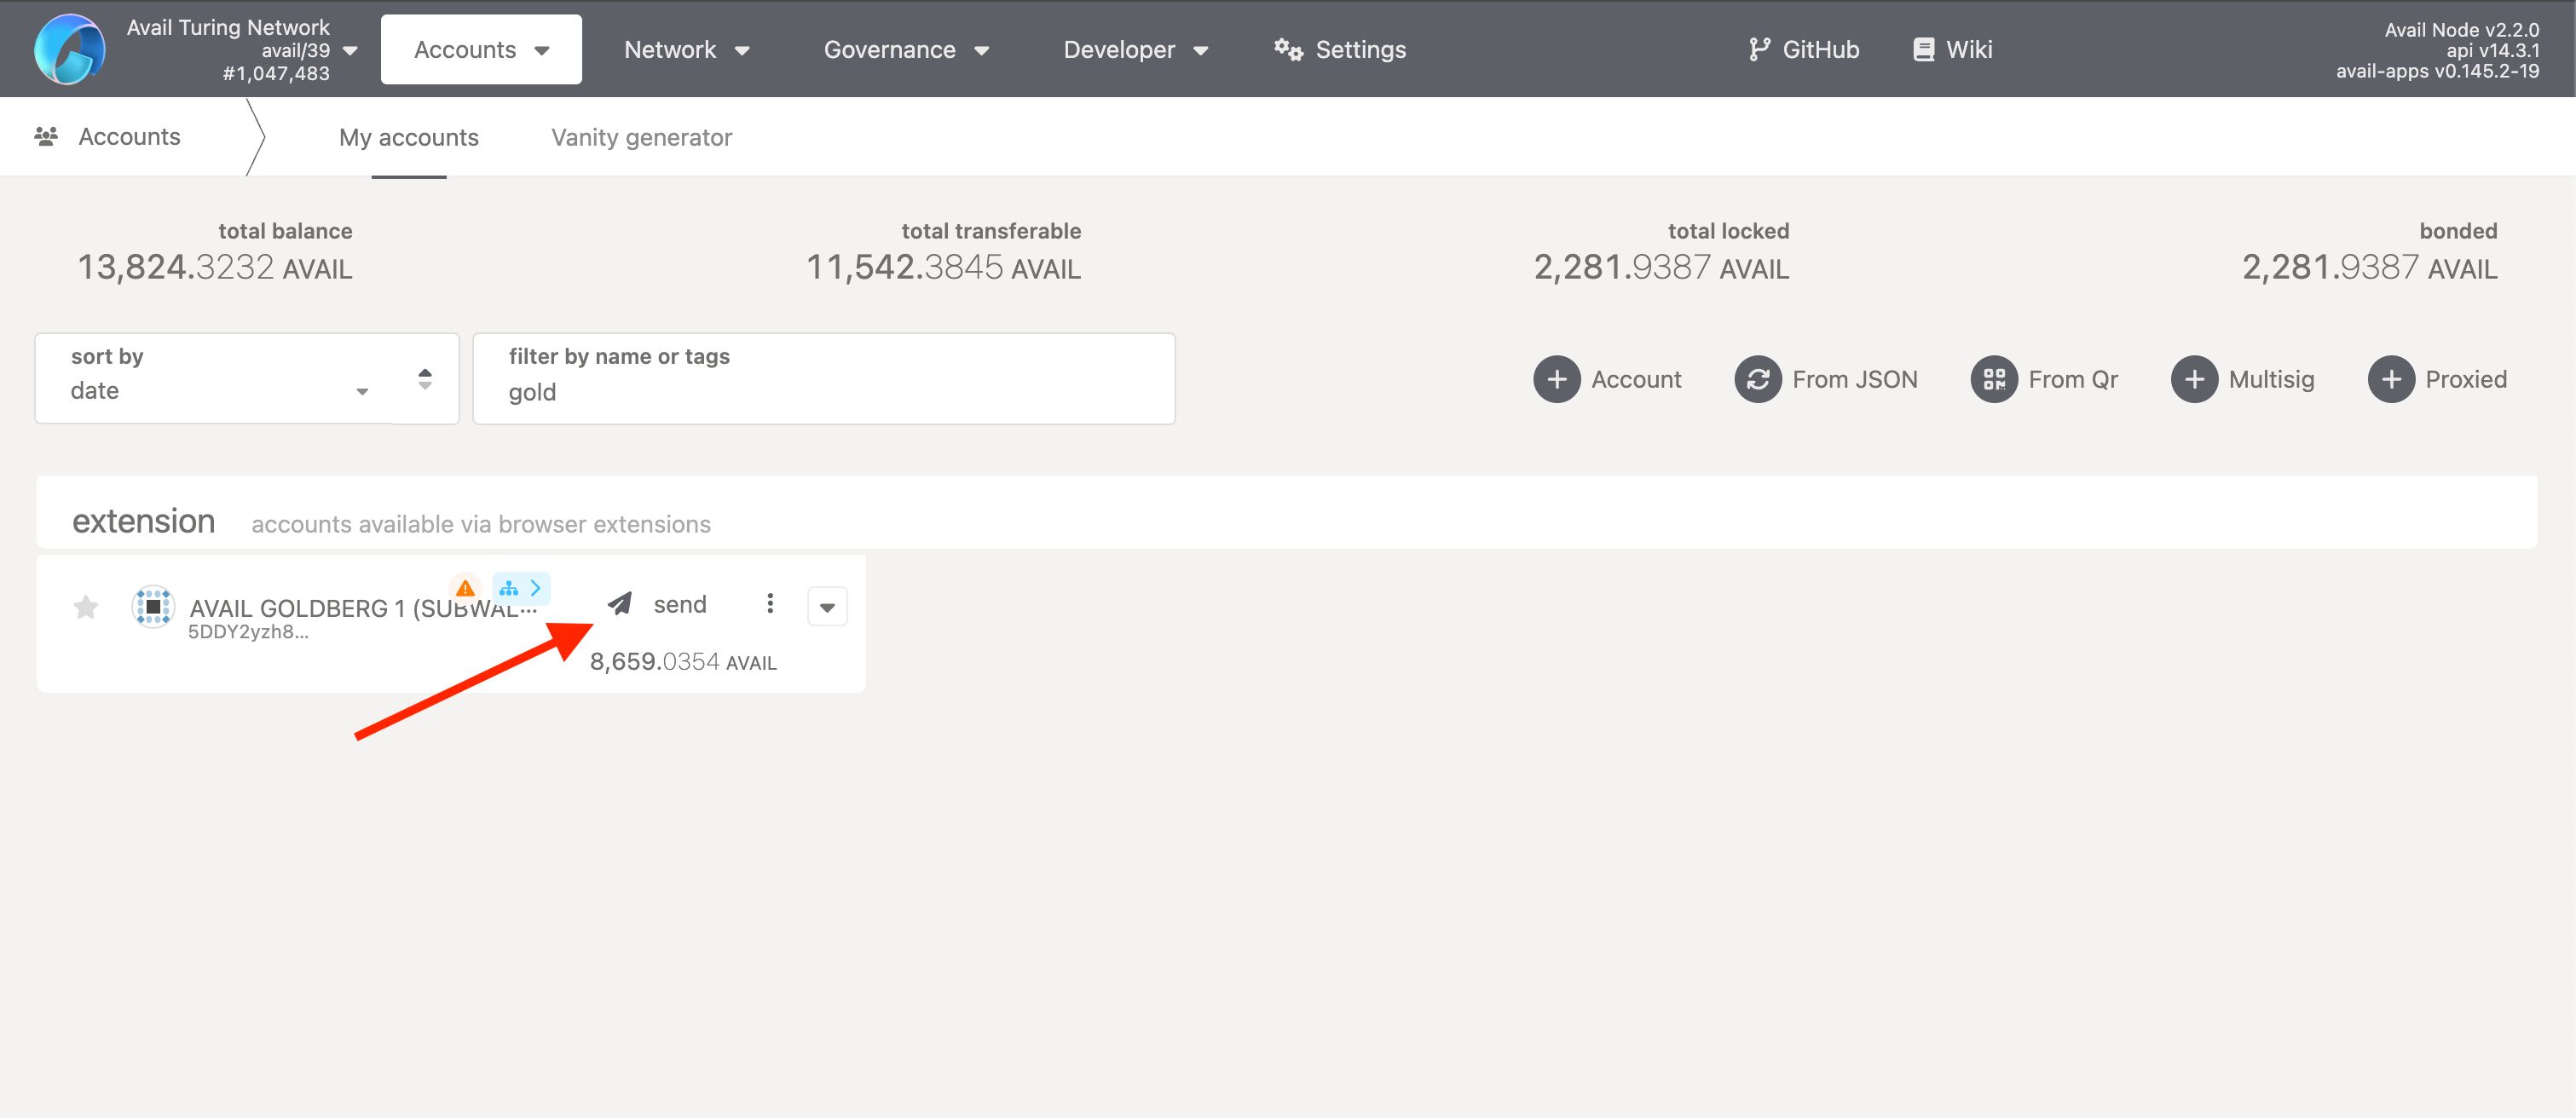 Avail Turing Network
avail/39
#1,047,483
Accounts
Network
Governance
Developer
Settings
GitHub
Wiki
Avail Node v2.2.0
api v14.3.1
avail-apps v0.145.2-19
Accounts
My accounts
Vanity generator
total balance
13,824.3232 AVAIL
total transferable
11,542.3845 AVAIL
total locked
2,281.9387 AVAIL
bonded
2,281.9387 AVAIL
sort by
date
filter by name or tags
gold
Account
From JSON
From Qr
Multisig
Proxied
extension accounts available via browser extensions
AVAIL GOLDBERG 1 (SUBWAL...
5DDY2yzh8...
send
8,659.0354 AVAIL